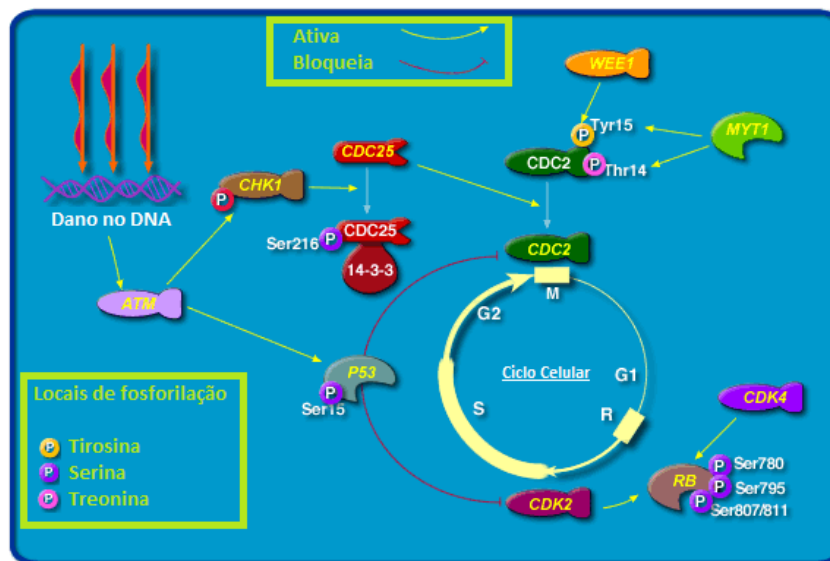 Ativa
Bloqueia
WEE1
P
Tyr15
MYT1
CDC2
P
Thr14
CDC25
CHK1
P
Dano no DNA
Ser216
P
CDC25
14-3-3
CDC2
M
ATM
G2
P53
P
Ser15
Ciclo Celular
G1
S
R
CDK4
Locais de fosforilação
P Tirosina
P Serina
P Treonina
RB
P Ser780
P Ser795
P
Ser807/811
CDK2